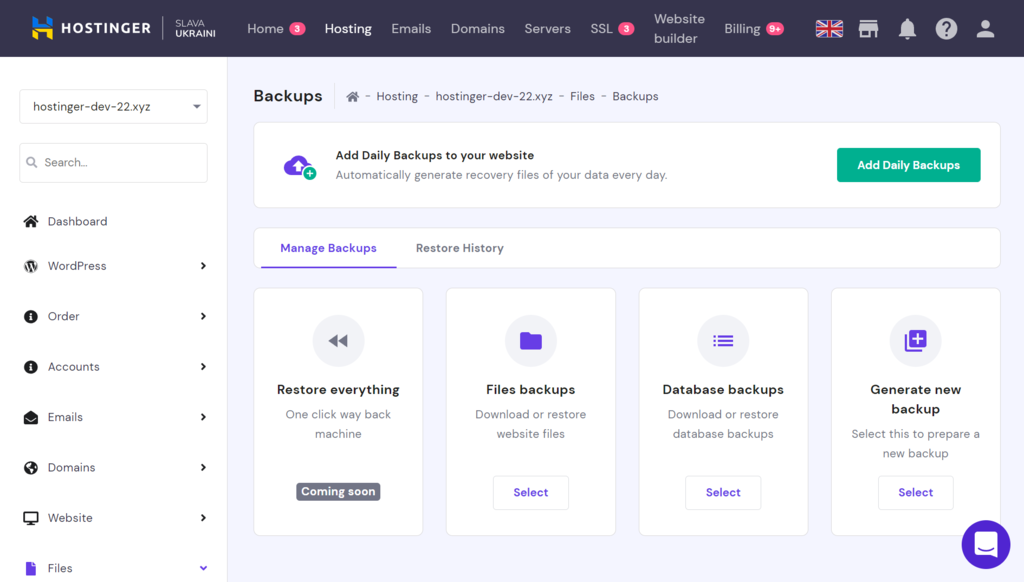 HOSTINGER
SLAVA
UKRAINI
Home 3
Hosting
Emails
Domains
Servers
SSL 3
Website
builder
Billing 9+
hostinger-dev-22.xyz
Search...
Dashboard
WordPress
Order
Accounts
Emails
Domains
Website
Files
Backups
- Hosting - hostinger-dev-22.xyz - Files - Backups
Add Daily Backups to your website
Automatically generate recovery files of your data every day.
Add Daily Backups
Manage Backups
Restore History
Restore everything
One click way back
machine
Coming soon
Files backups
Download or restore
website files
Select
Database backups
Download or restore
database backups
Select
Generate new
backup
Select this to prepare a
new backup
Select